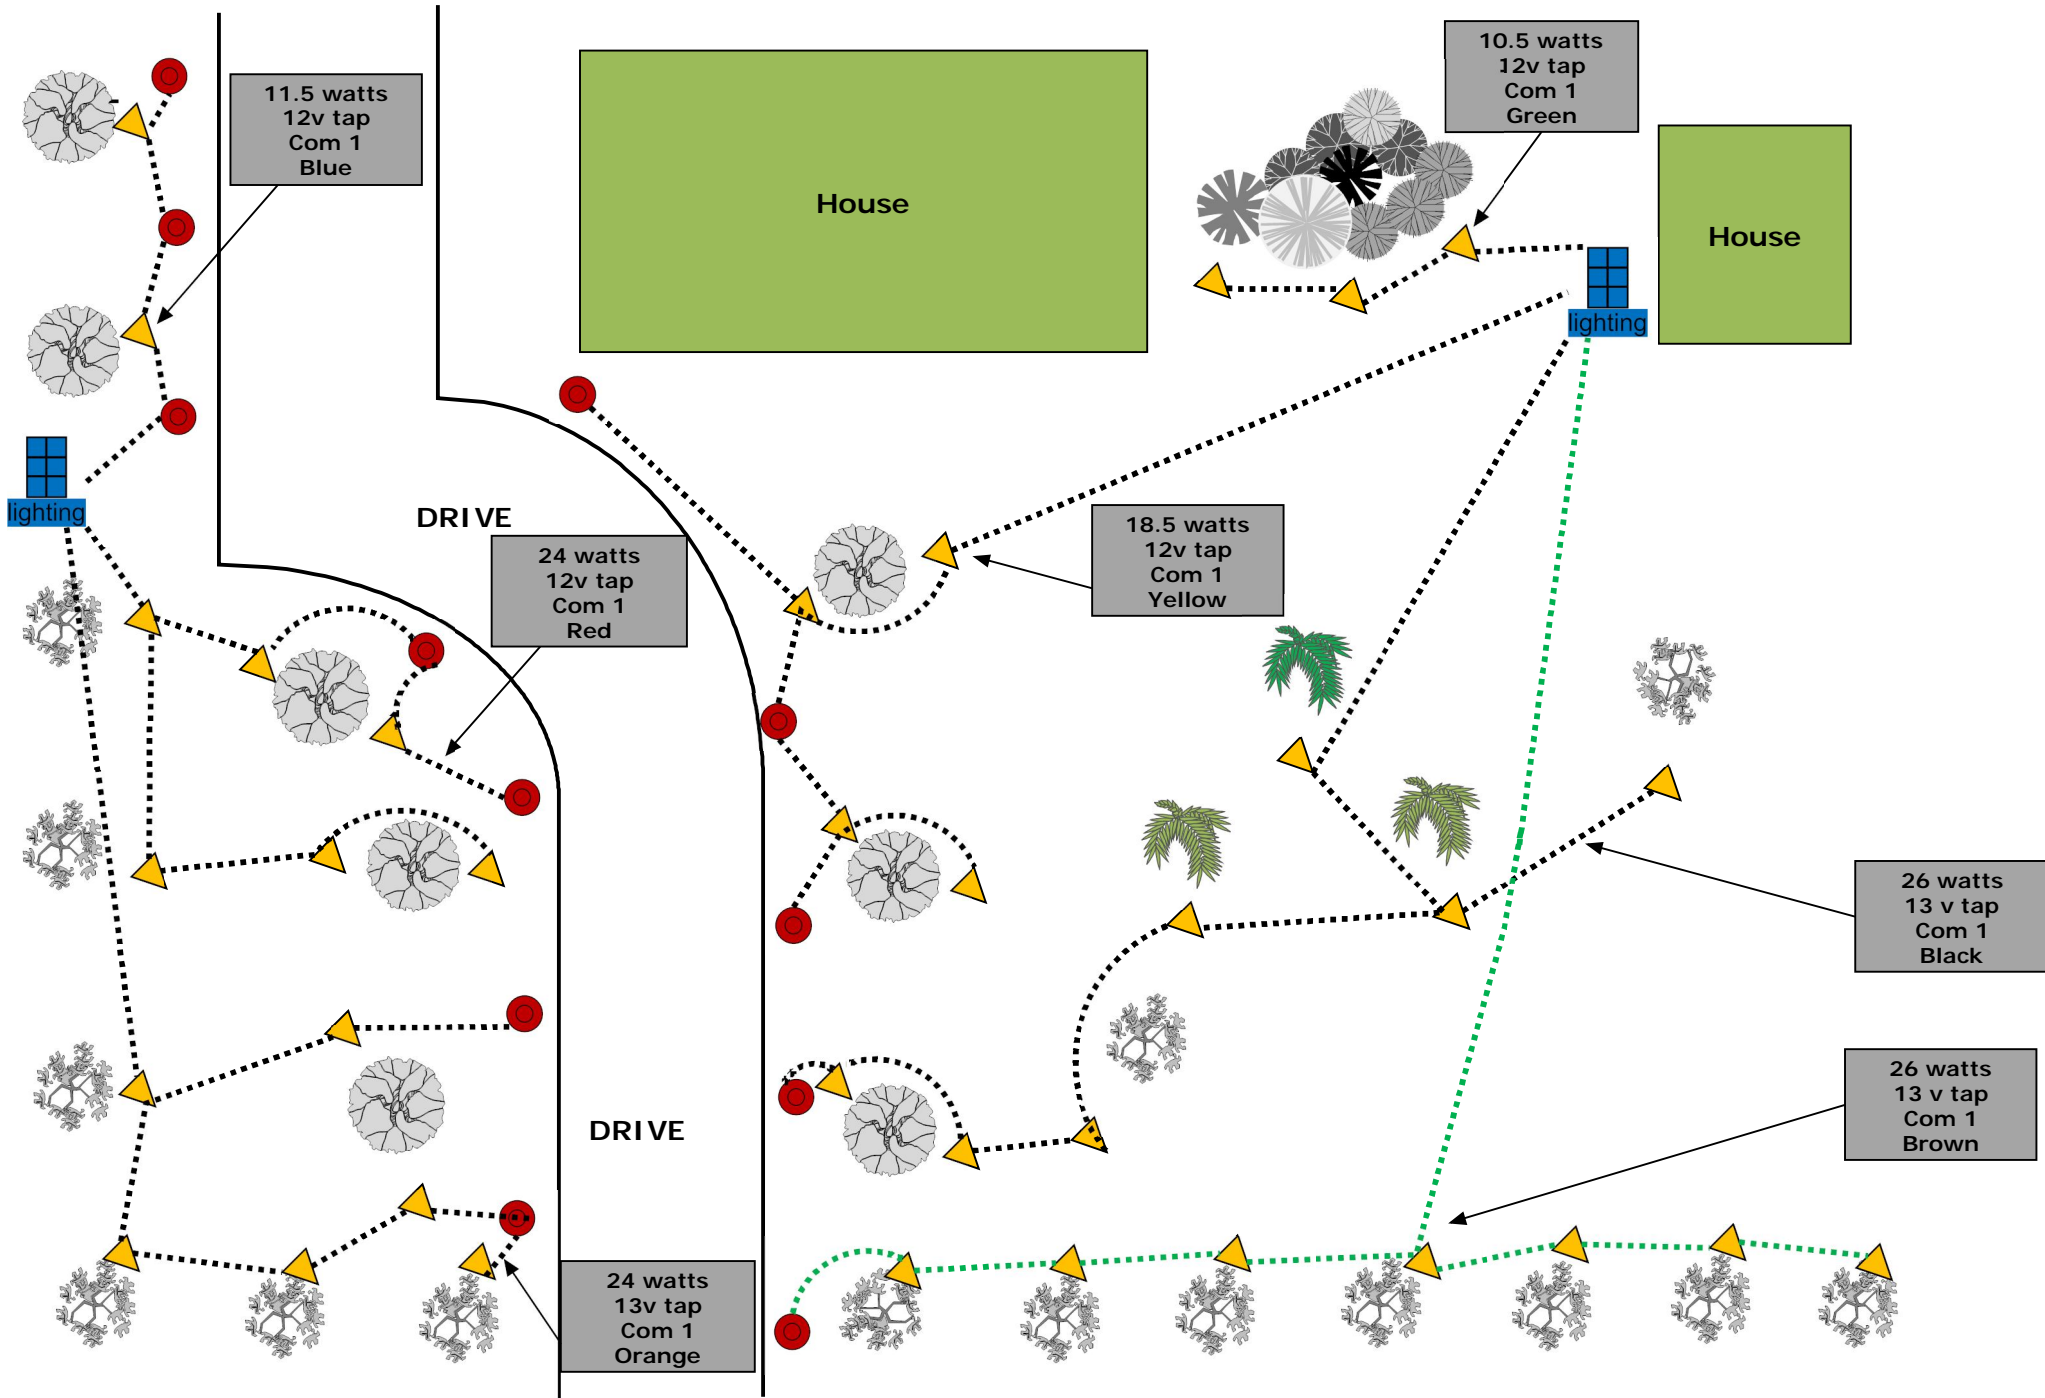 10.5 watts
12v tap
Com 1
Green
11.5 watts
12v tap
Com 1
Blue
House
House
lighting
lighting
DRIVE
18.5 watts
12v tap
Com 1
Yellow
24 watts
12v tap
Com 1
Red
26 watts
13 v tap
Com 1
Black
26 watts
13 v tap
Com 1
Brown
DRIVE
24 watts
13v tap
Com 1
Orange